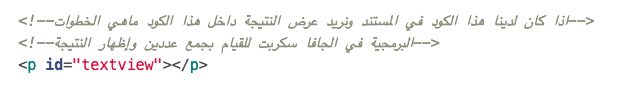 <!--اذا كان لدينا هذا الكود في المستند ونريد عرض النتيجة داخل هذا الكود ماهي الخطوات-->
<!--البرمجية في الجافا سكربت للقيام بجمع عددين وإظهار النتيجة-->
<p id="textview"></p>